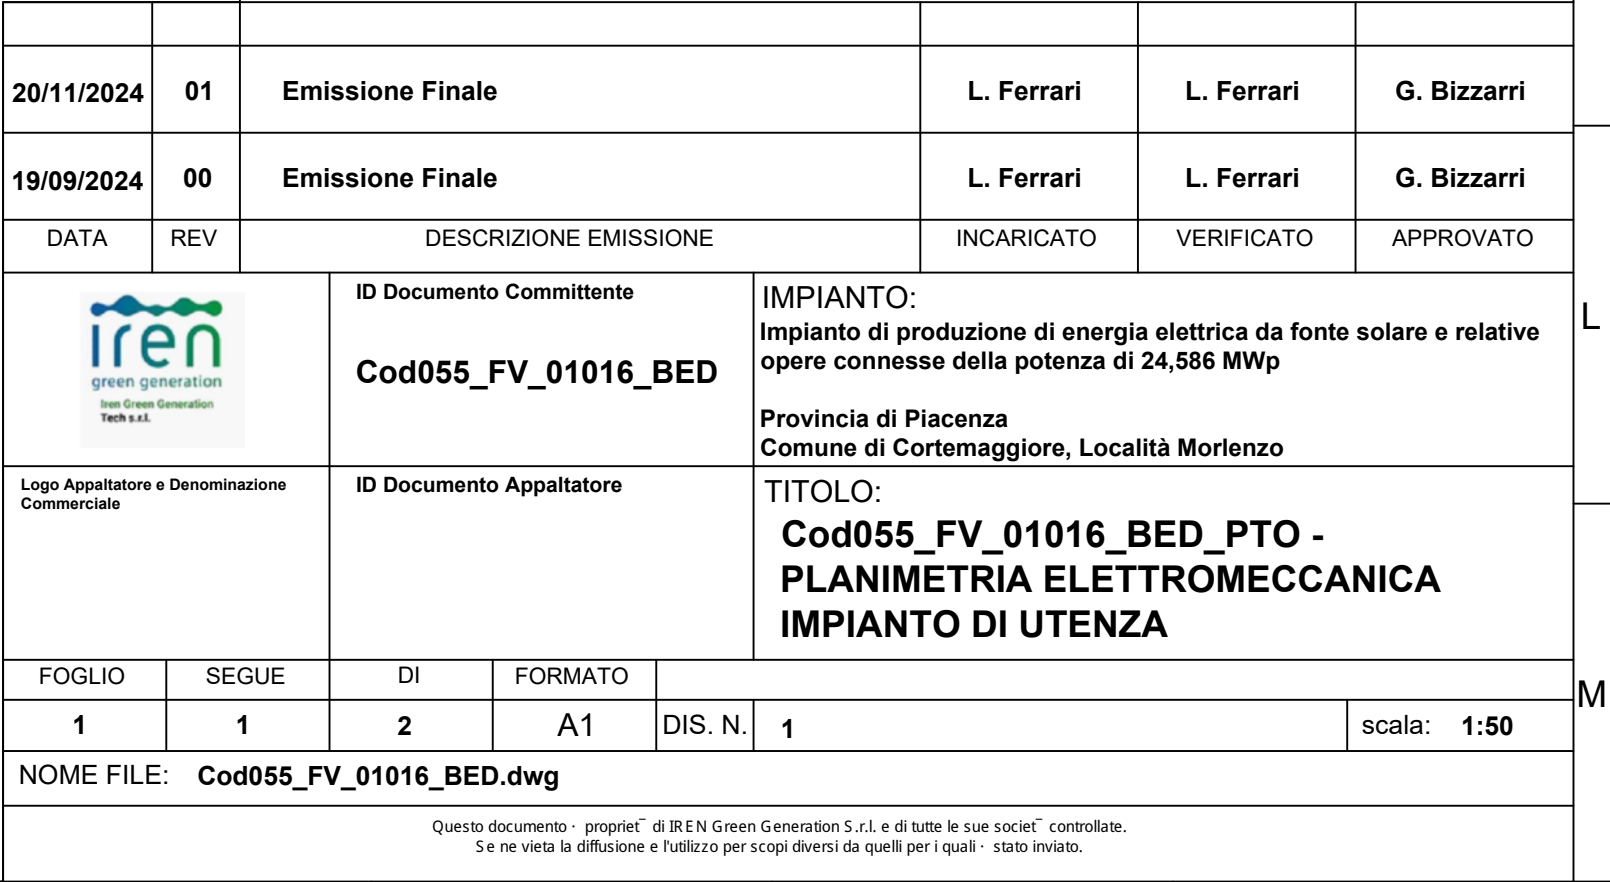 20/11/2024 01 Emissione Finale L. Ferrari L. Ferrari G. Bizzarri
19/09/2024 00 Emissione Finale L. Ferrari L. Ferrari G. Bizzarri
DATA REV DESCRIZIONE EMISSIONE INCARICATO VERIFICATO APPROVATO
iren
green generation
Iren Green Generation
Tech s.r.l.
ID Documento Committente
Cod055_FV_01016_BED
IMPIANTO:
Impianto di produzione di energia elettrica da fonte solare e relative
opere connesse della potenza di 24,586 MWp
Provincia di Piacenza
Comune di Cortemaggiore, Località Morlenzo
L
Logo Appaltatore e Denominazione
Commerciale
ID Documento Appaltatore
TITOLO:
Cod055_FV_01016_BED_PTO -
PLANIMETRIA ELETTROMECCANICA
IMPIANTO DI UTENZA
FOGLIO SEGUE DI FORMATO
M
1 1 2 A1 DIS. N. 1 scala: 1:50
NOME FILE: Cod055_FV_01016_BED.dwg
Questo documento · propriet¯ di IREN Green Generation S.r.l. e di tutte le sue societ¯ controllate.
Se ne vieta la diffusione e l'utilizzo per scopi diversi da quelli per i quali · stato inviato.